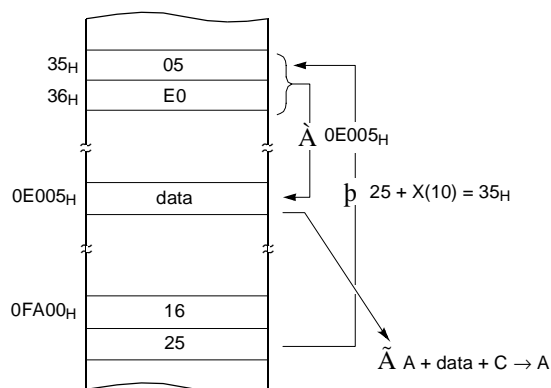 35H 05
36H E0
À 0E005H
0E005H data
þ 25 + X(10) = 35H
0FA00H 16
25
Ã A + data + C → A